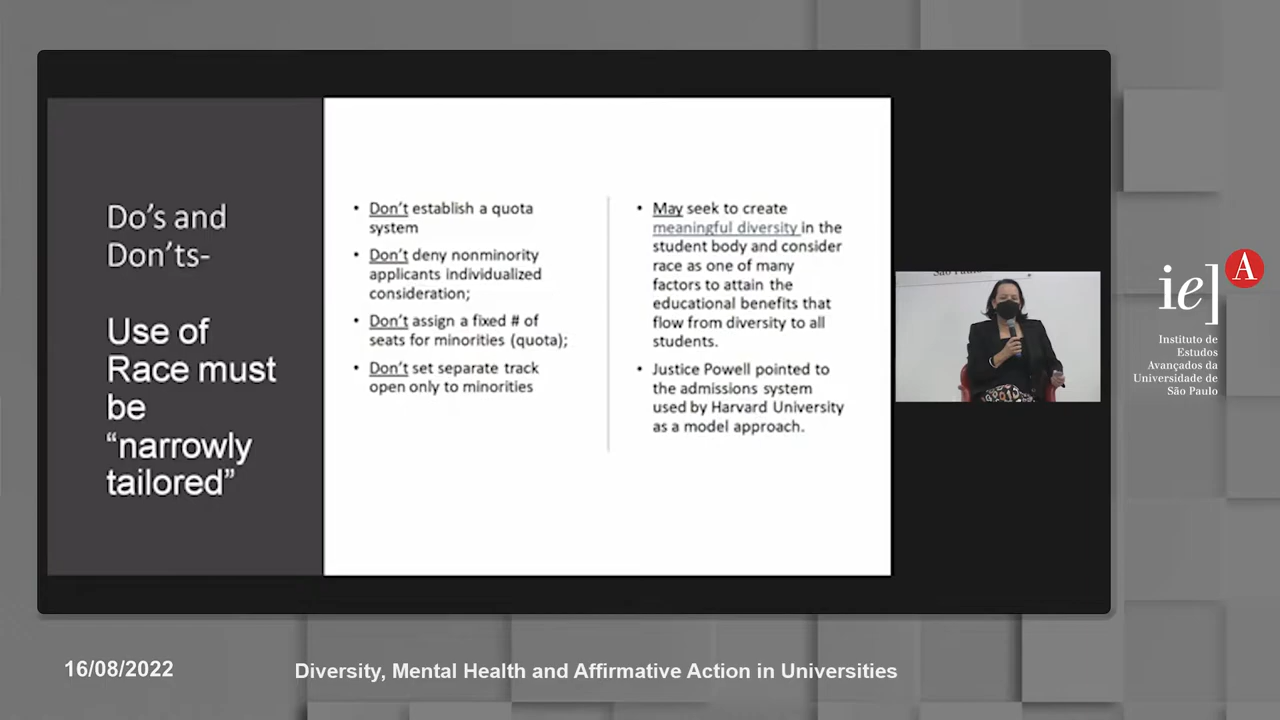 Do's and
Don'ts-
Use of
Race must
be
“narrowly
tailored”
• Don't establish a quota
system
• Don't deny nonminority
applicants individualized
consideration;
• Don't assign a fixed # of
seats for minorities (quota);
• Don't set separate track
open only to minorities
• May seek to create
meaningful diversity in the
student body and consider
race as one of many
factors to attain the
educational benefits that
flow from diversity to all
students.
• Justice Powell pointed to
the admissions system
used by Harvard University
as a model approach.
São Paulo
ie] A
Instituto de
Estudos
Avançados da
Universidade de
São Paulo
16/08/2022
Diversity, Mental Health and Affirmative Action in Universities